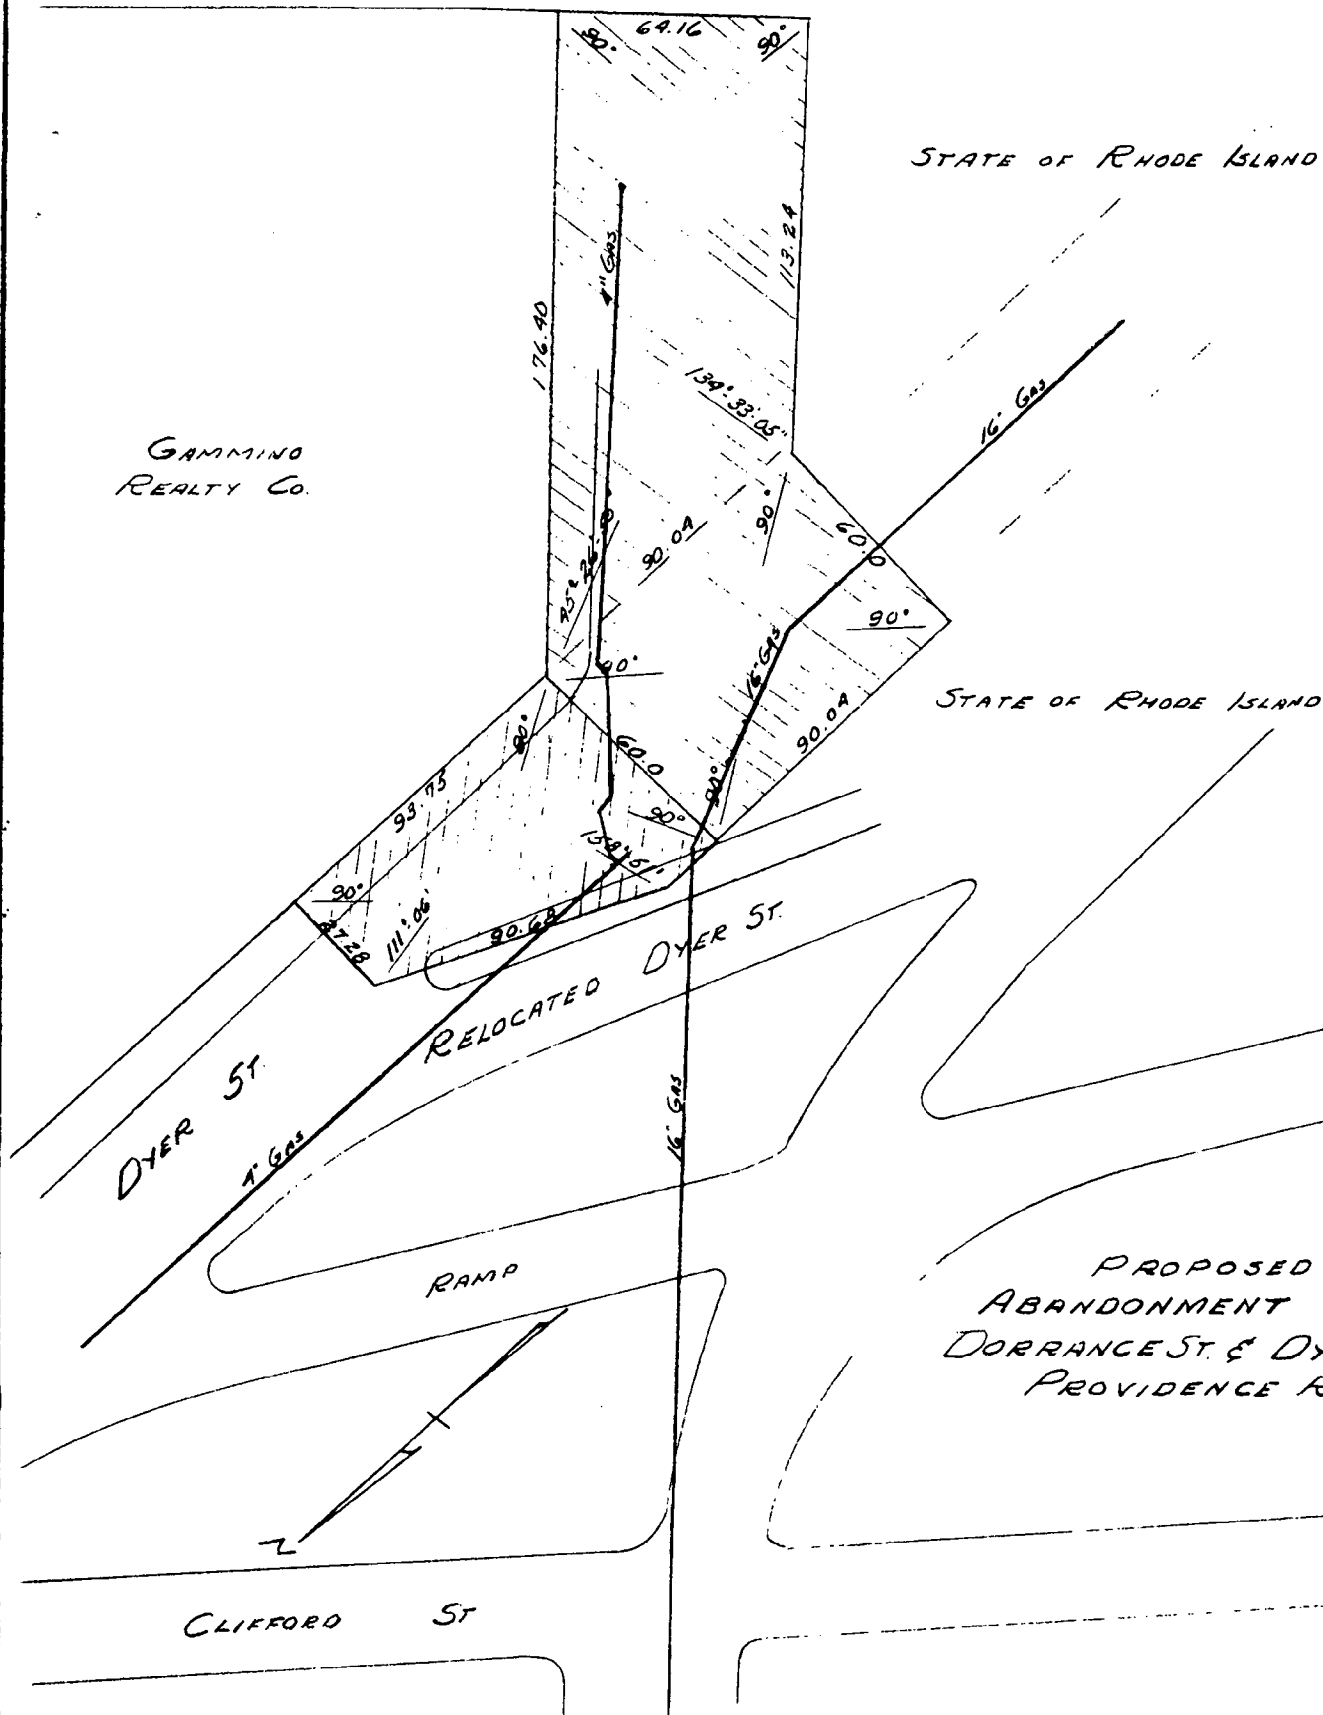 64.16
90°
90°
STATE OF RHODE ISLAND
4" GAS
113.24
176.40
134°-33'-05"
16" GAS
GAMMINO
REALTY CO.
90°
60.0
90.04
90°
90°
16" GAS
STATE OF RHODE ISLAND
90°
60.0
90.04
90°
93.75
90°
90°
111°-06'
90.68
RELOCATED DYER ST.
DYER ST.
4" GAS
16" GAS
RAMP
PROPOSED
ABANDONMENT
DORRANCE ST. & DY
PROVIDENCE R
Z
CLIFFORD ST